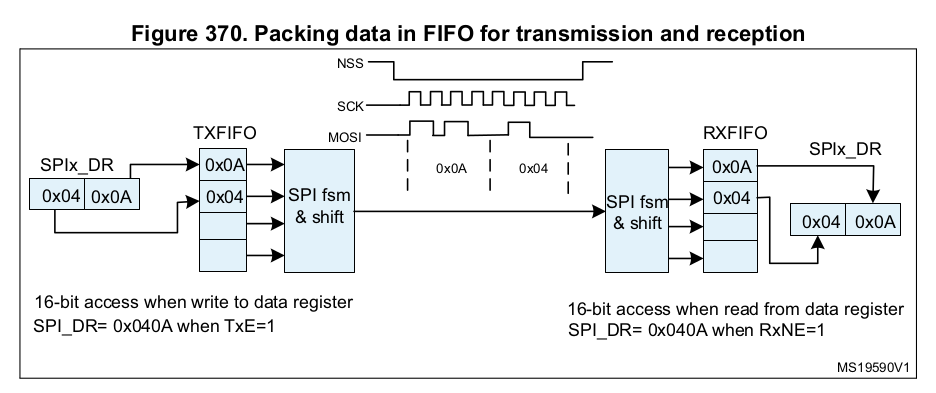 Figure 370. Packing data in FIFO for transmission and reception
NSS
SCK
MOSI
0x0A
0x04
TXFIFO
0x0A
0x04
SPIx_DR
0x04
0x0A
SPI fsm
& shift
SPI fsm
& shift
RXFIFO
0x0A
0x04
SPIx_DR
0x04
0x0A
16-bit access when write to data register
SPI_DR= 0x040A when TxE=1
16-bit access when read from data register
SPI_DR= 0x040A when RxNE=1
MS19590V1